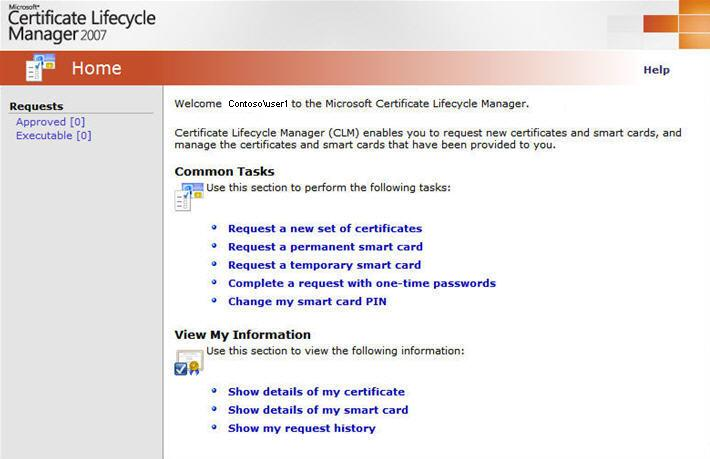 Microsoft®
Certificate Lifecycle
Manager 2007
Home
Help
Requests
Approved [0]
Executable [0]
Welcome Contoso\user1 to the Microsoft Certificate Lifecycle Manager.
Certificate Lifecycle Manager (CLM) enables you to request new certificates and smart cards, and
manage the certificates and smart cards that have been provided to you.
Common Tasks
Use this section to perform the following tasks:
Request a new set of certificates
Request a permanent smart card
Request a temporary smart card
Complete a request with one-time passwords
Change my smart card PIN
View My Information
Use this section to view the following information:
Show details of my certificate
Show details of my smart card
Show my request history